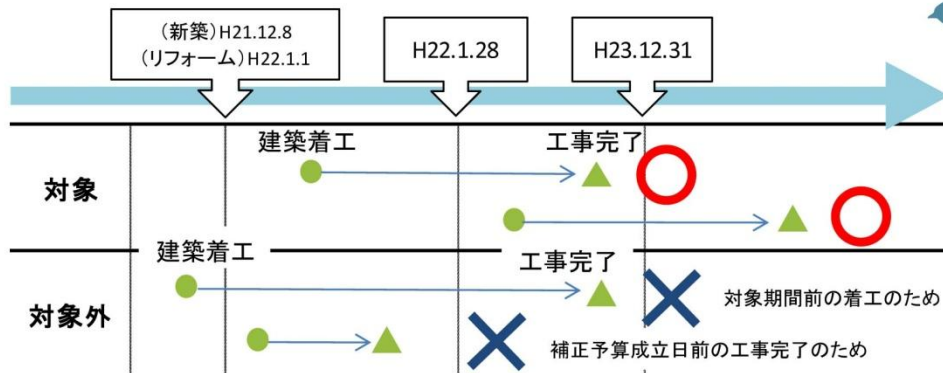 (新築)H21.12.8
(リフォーム)H22.1.1
H22.1.28
H23.12.31
対象
建築着工
工事完了
対象外
建築着工
工事完了
対象期間前の着工のため
補正予算成立日前の工事完了のため